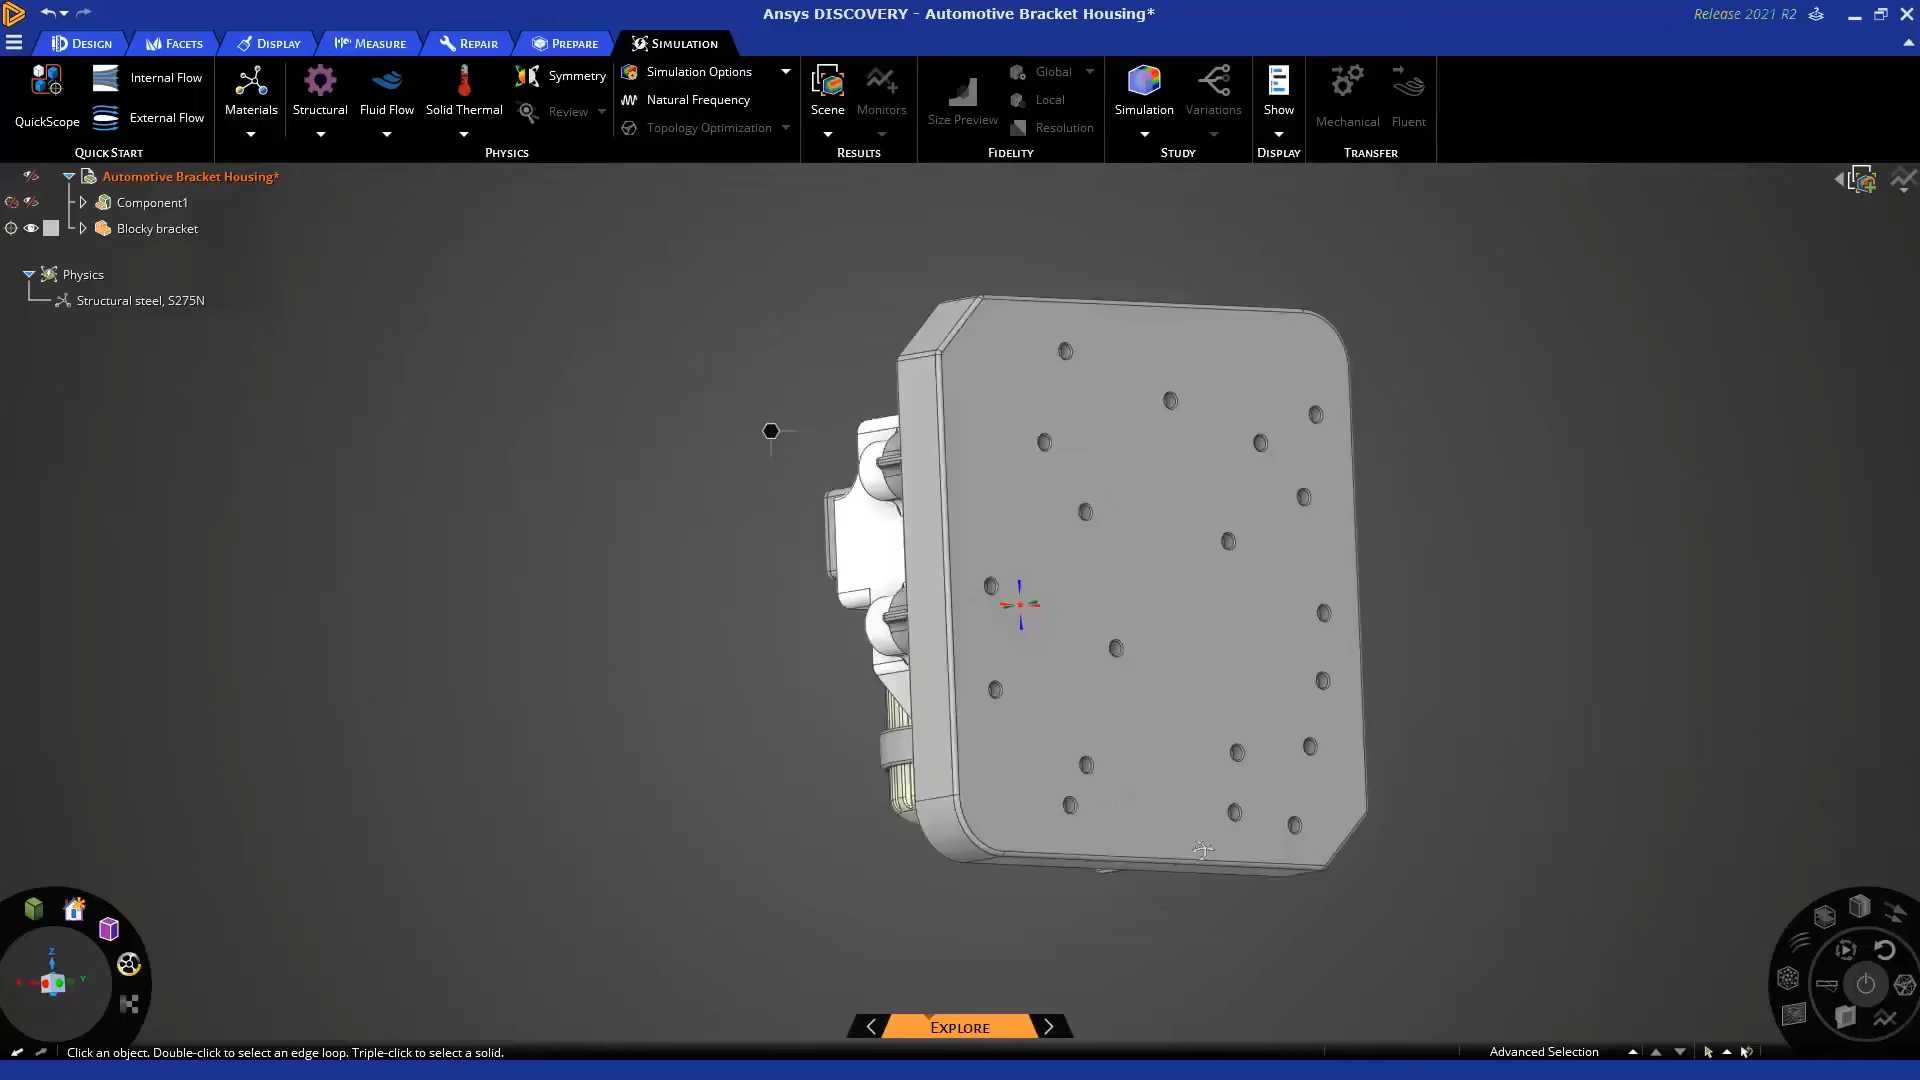 Ansys DISCOVERY - Automotive Bracket Housing*
Release 2021 R2
DESIGN
FACETS
DISPLAY
MEASURE
REPAIR
PREPARE
SIMULATION
QuickScope
Internal Flow
External Flow
QUICK START
Materials
Structural
Fluid Flow
Solid Thermal
Symmetry
Review
Simulation Options
Natural Frequency
Topology Optimization
PHYSICS
Scene
Monitors
RESULTS
Size Preview
Global
Local
Resolution
FIDELITY
Simulation
Variations
STUDY
Show
DISPLAY
Mechanical
Fluent
TRANSFER
Automotive Bracket Housing*
Component1
Blocky bracket
Physics
Structural steel, S275N
Z
X
Y
EXPLORE
Click an object. Double-click to select an edge loop. Triple-click to select a solid.
Advanced Selection